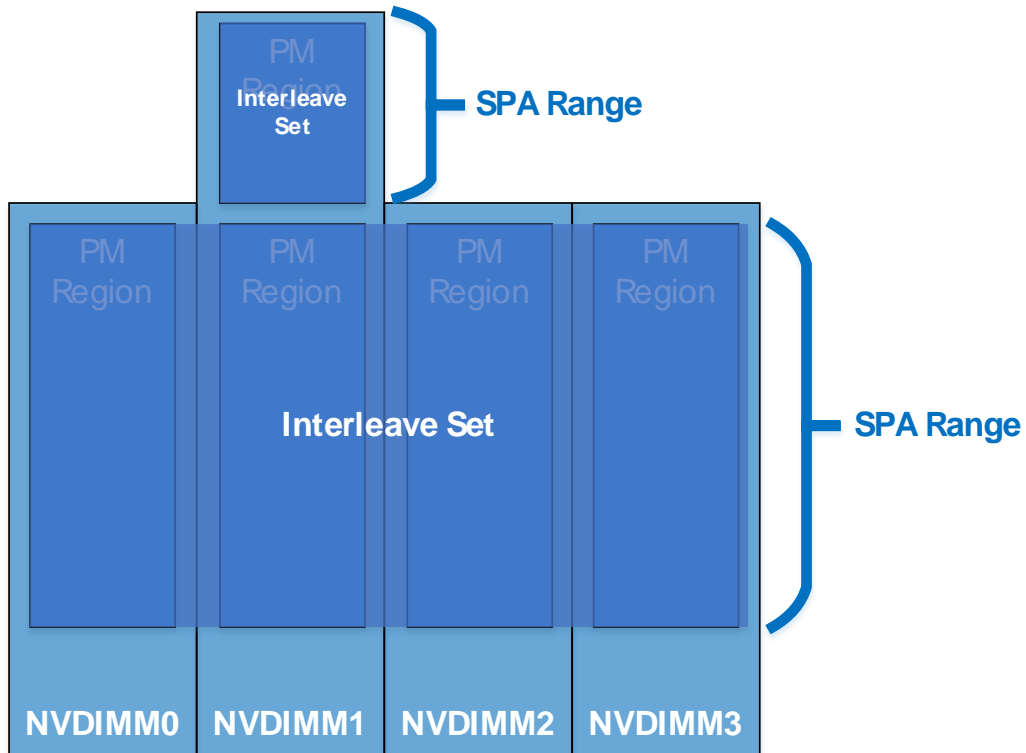 PM
Region
Interleave
Set
SPA Range
PM
Region
PM
Region
PM
Region
PM
Region
Interleave Set
SPA Range
NVDIMM0
NVDIMM1
NVDIMM2
NVDIMM3